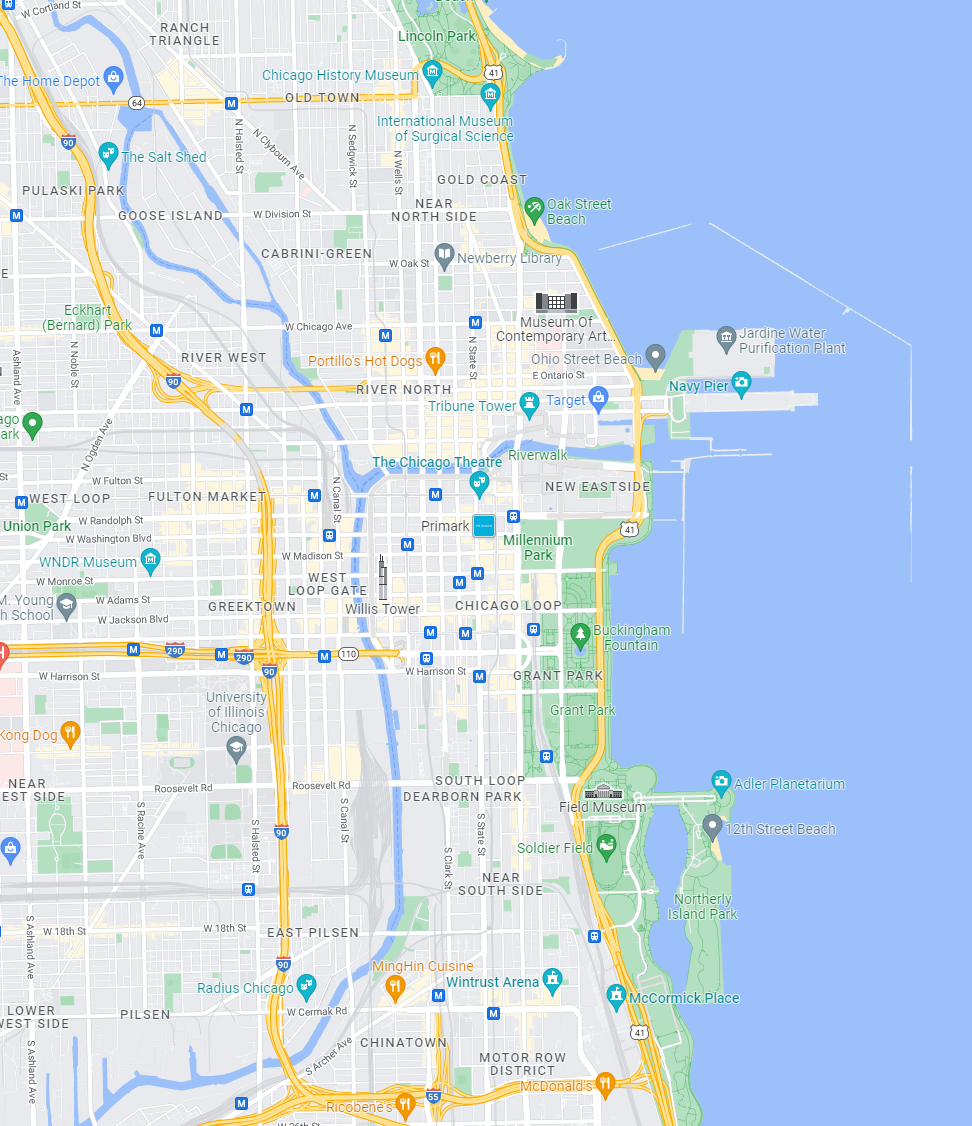 W Cortland St
RANCH
TRIANGLE
Lincoln Park
Chicago History Museum
41
The Home Depot
64
M
OLD TOWN
International Museum
of Surgical Science
N Halsted St
N Clybourn Ave
N Sedgwick St
N Wells St
90
The Salt Shed
GOLD COAST
PULASKI PARK
M
GOOSE ISLAND
W Division St
NEAR
NORTH SIDE
Oak Street
Beach
CABRINI-GREEN
W Oak St
Newberry Library
E
Eckhart
(Bernard) Park
M
W Chicago Ave
M
M
Museum Of
Contemporary Art...
Jardine Water
Purification Plant
Ashland Ave
N Noble St
RIVER WEST
Portillo's Hot Dogs
N State St
Ohio Street Beach
E Ontario St
90
RIVER NORTH
Navy Pier
M
Tribune Tower
Target
ago
ark
N Ogden Ave
The Chicago Theatre
Riverwalk
St
W Fulton St
WEST LOOP
FULTON MARKET
M
M
N Canal St
M
NEW EASTSIDE
W Randolph St
Union Park
W Washington Blvd
Primark
M
41
Millennium
Park
WNDR Museum
W Madison St
M
W Monroe St
WEST
LOOP GATE
M
M
M. Young
h School
W Adams St
GREEKTOWN
Willis Tower
CHICAGO LOOP
W Jackson Blvd
M
M
Buckingham
Fountain
H
M
290
M
290
90
M
110
W Harrison St
W Harrison St
M
GRANT PARK
University
of Illinois
Chicago
Grant Park
Kong Dog
NEAR
EST SIDE
Roosevelt Rd
Roosevelt Rd
SOUTH LOOP
DEARBORN PARK
Adler Planetarium
Field Museum
S Racine Ave
S Halsted St
90
S Canal St
S State St
S Clark St
12th Street Beach
Soldier Field
NEAR
SOUTH SIDE
Northerly
Island Park
S Ashland Ave
W 18th St
W 18th St
EAST PILSEN
90
MingHin Cuisine
Radius Chicago
Wintrust Arena
M
McCormick Place
LOWER
WEST SIDE
PILSEN
W Cermak Rd
M
41
S Ashland Ave
S Archer Ave
CHINATOWN
MOTOR ROW
DISTRICT
McDonald's
M
55
Ricobene's
W 26th St